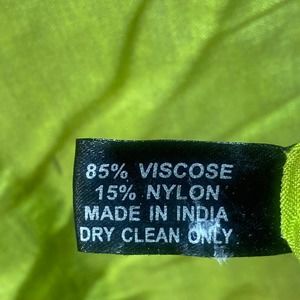 85% VISCOSE
15% NYLON
MADE IN INDIA
DRY CLEAN ONLY